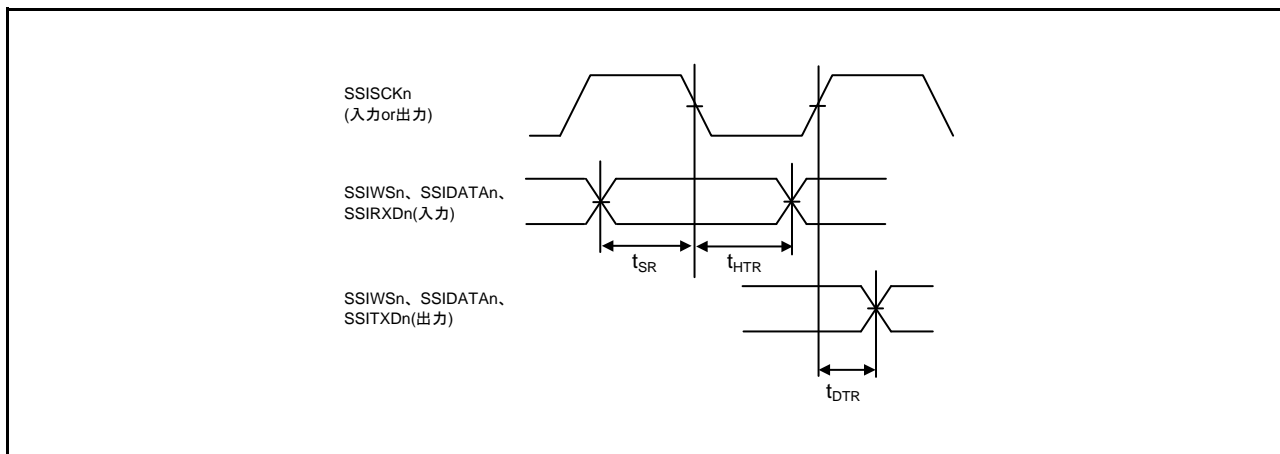 SSISCKn
(入力or出力)
SSIWSn、SSIDATAn、
SSIRXDn(入力)
tSR
tHTR
SSIWSn、SSIDATAn、
SSITXDn(出力)
tDTR